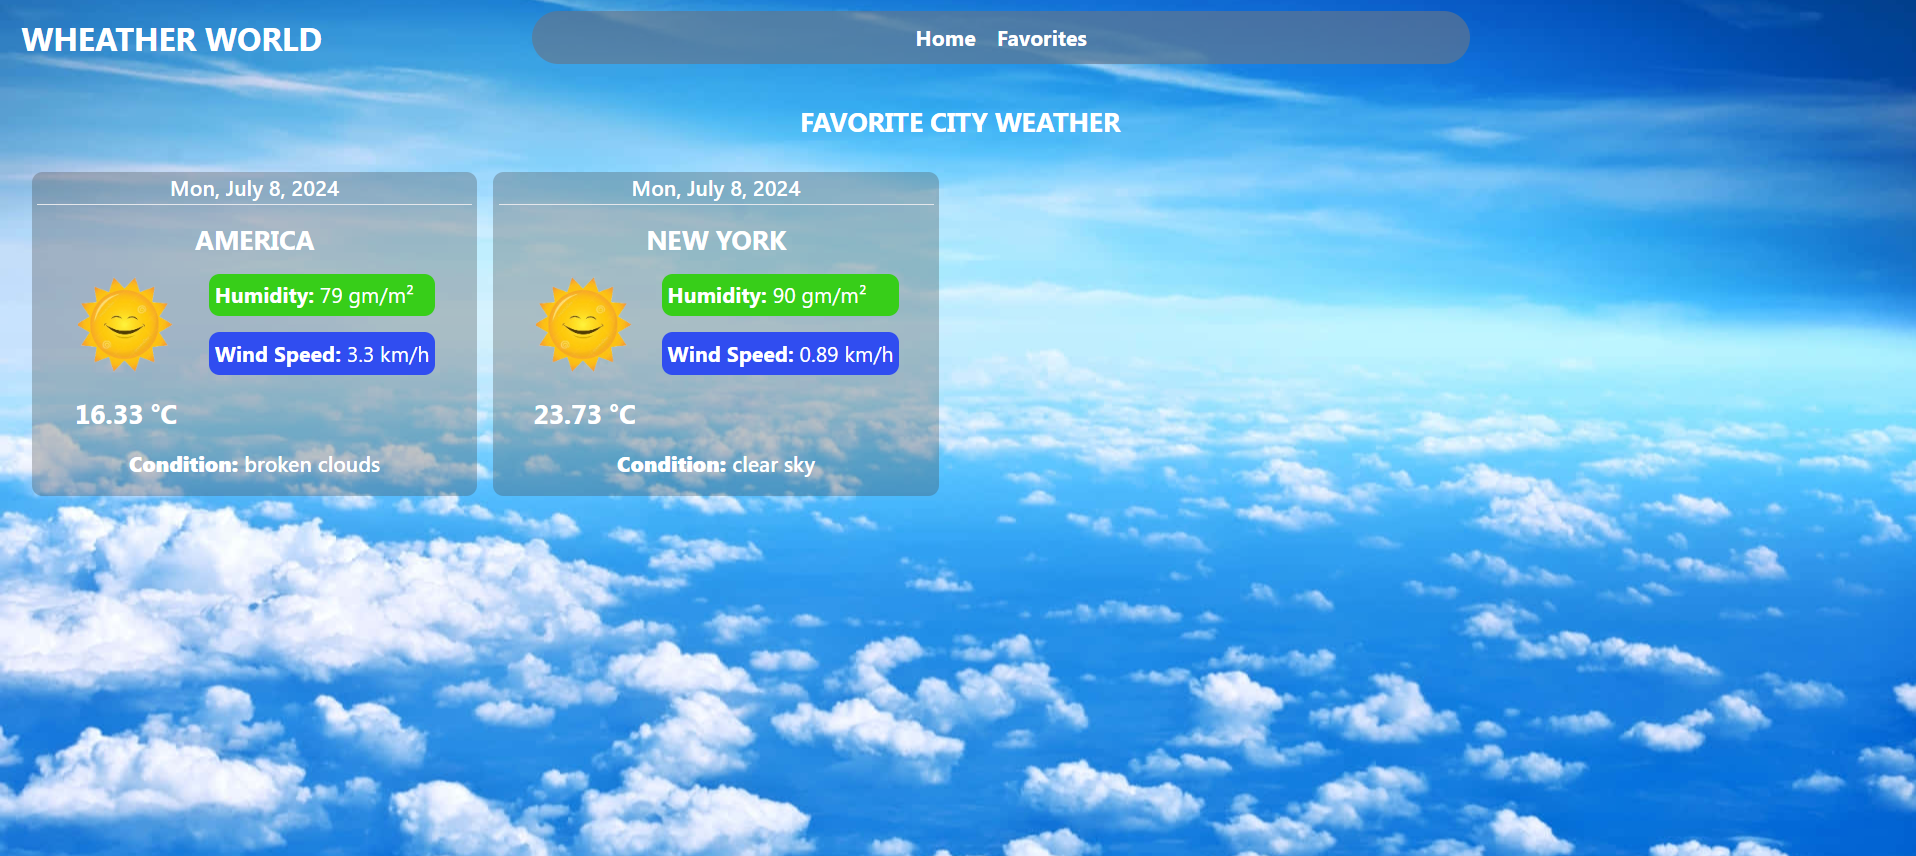 WHEATHER WORLD
Home Favorites
FAVORITE CITY WEATHER
Mon, July 8, 2024
AMERICA
Humidity: 79 gm/m²
Wind Speed: 3.3 km/h
16.33 °C
Condition: broken clouds
Mon, July 8, 2024
NEW YORK
Humidity: 90 gm/m²
Wind Speed: 0.89 km/h
23.73 °C
Condition: clear sky